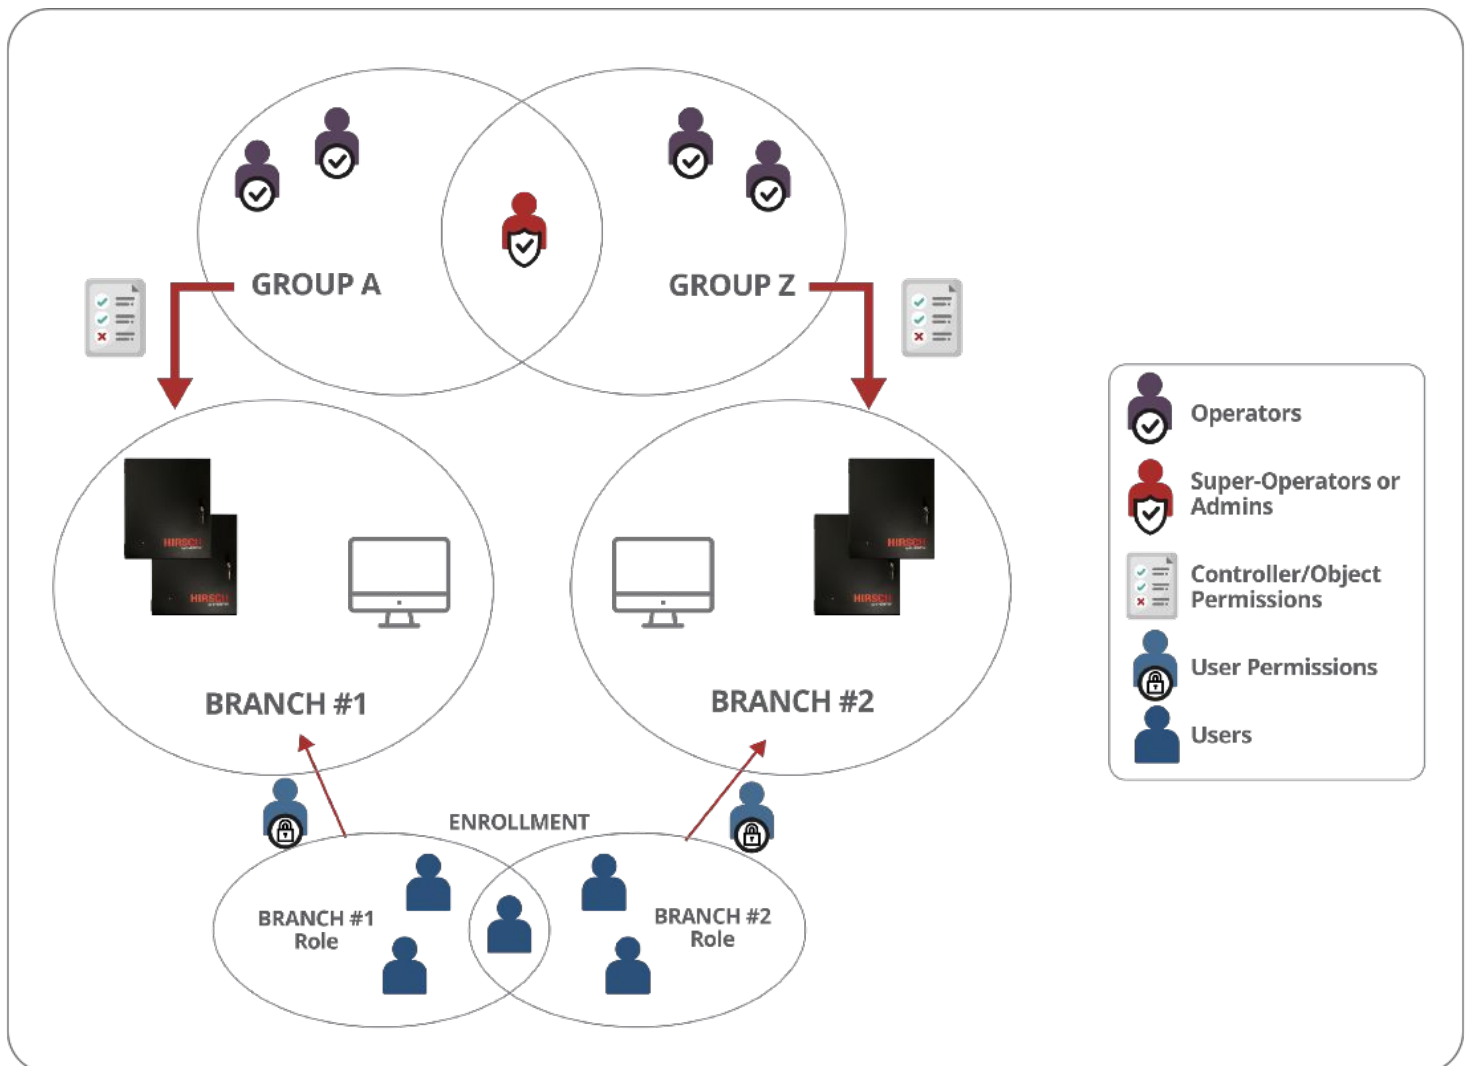 GROUP A
GROUP Z
HIRSCH
HIRSCH
HIRSCH
HIRSCH
BRANCH #1
BRANCH #2
ENROLLMENT
BRANCH #1
Role
BRANCH #2
Role
Operators
Super-Operators or
Admins
Controller/Object
Permissions
User Permissions
Users